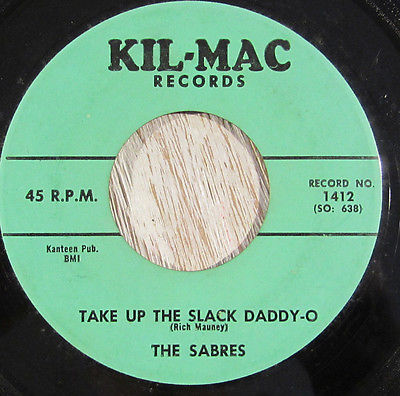 KIL-MAC
RECORDS
45 R.P.M.
RECORD NO.
1412
(SO: 638)
Kanteen Pub.
BMI
TAKE UP THE SLACK DADDY-O
(Rich Mauney)
THE SABRES